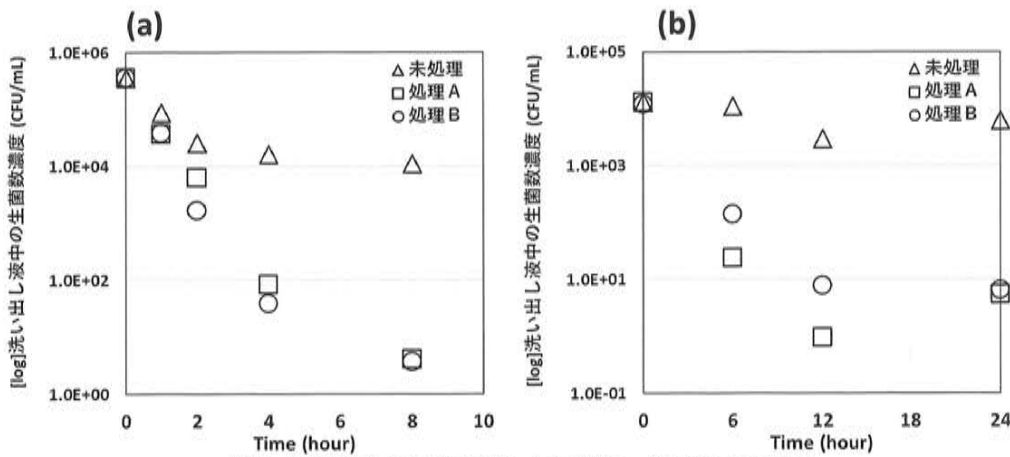 (a)
[log]洗い出し液中の生菌数濃度 (CFU/mL)
1.0E+06
1.0E+04
1.0E+02
1.0E+00
0 2 4 6 8 10
Time (hour)
△ 未処理
□ 処理 A
○ 処理 B
(b)
[log]洗い出し液中の生菌数濃度 (CFU/mL)
1.0E+05
1.0E+03
1.0E+01
1.0E-01
0 6 12 18 24
Time (hour)
△ 未処理
□ 処理 A
○ 処理 B